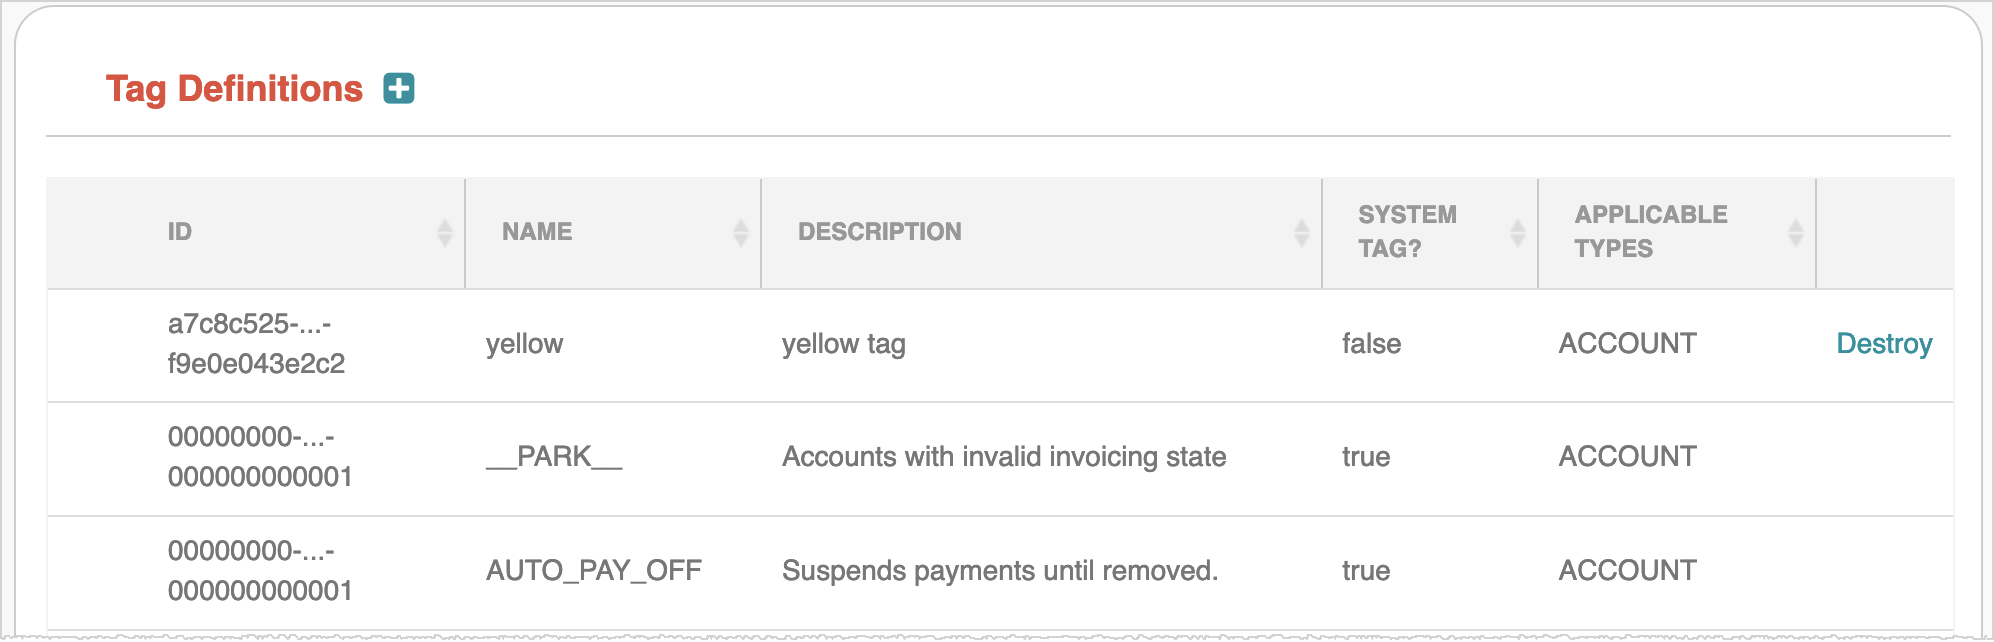 Tag Definitions
ID NAME DESCRIPTION SYSTEM TAG? APPLICABLE TYPES
a7c8c525-...-
f9e0e043e2c2 yellow yellow tag false ACCOUNT Destroy
00000000-...-
000000000001 __PARK__ Accounts with invalid invoicing state true ACCOUNT
00000000-...-
000000000001 AUTO_PAY_OFF Suspends payments until removed. true ACCOUNT